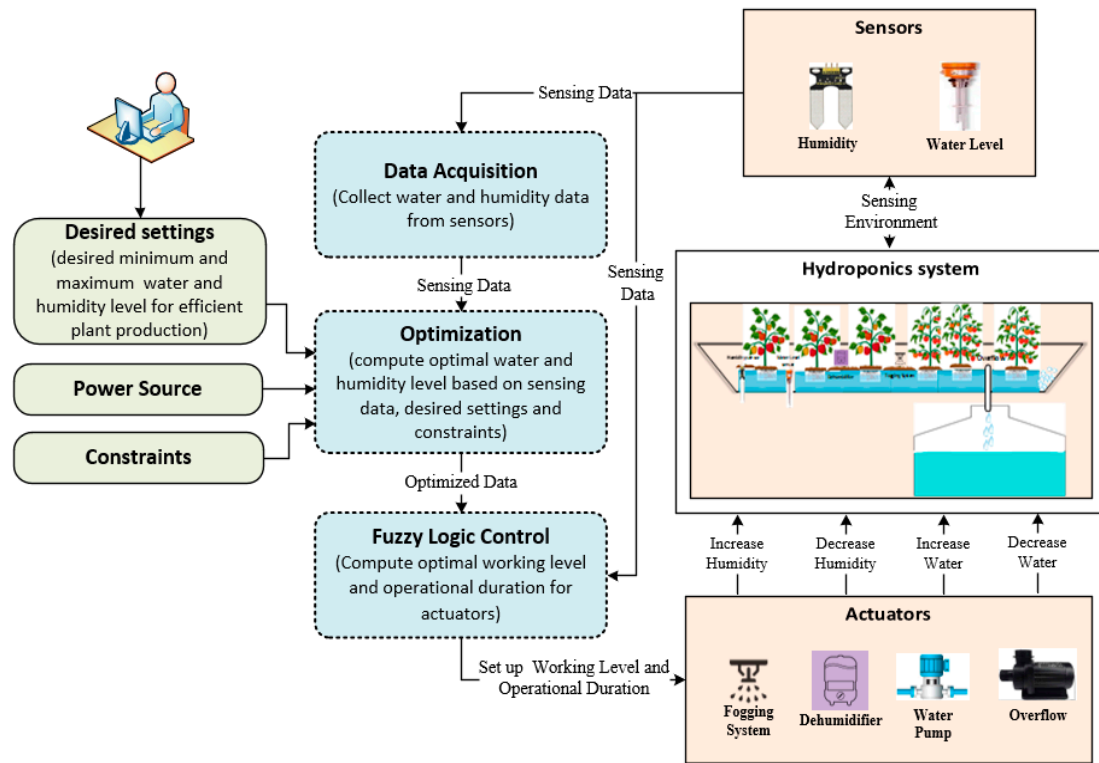 Sensors
Humidity
Water Level
Sensing Data
Data Acquisition
(Collect water and humidity data
from sensors)
Sensing
Environment
Desired settings
(desired minimum and
maximum water and
humidity level for efficient
plant production)
Sensing Data
Sensing
Data
Hydroponics system
Overflow
Optimization
(compute optimal water and
humidity level based on sensing
data, desired settings and
constraints)
Power Source
Constraints
Optimized Data
Fuzzy Logic Control
(Compute optimal working level
and operational duration for
actuators)
Increase
Humidity
Decrease
Humidity
Increase
Water
Decrease
Water
Set up Working Level and
Operational Duration
Actuators
Fogging
System
Dehumidifier
Water
Pump
Overflow